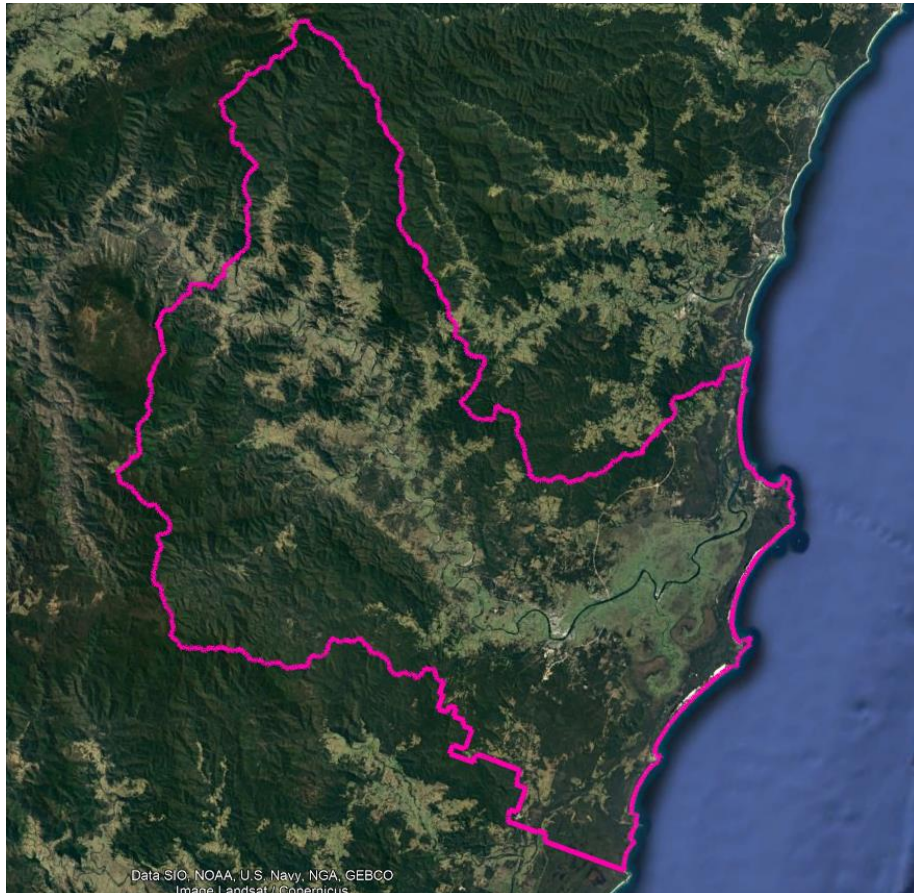 Data SIO, NOAA, U.S. Navy, NGA, GEBCO
Image Landsat / Copernicus